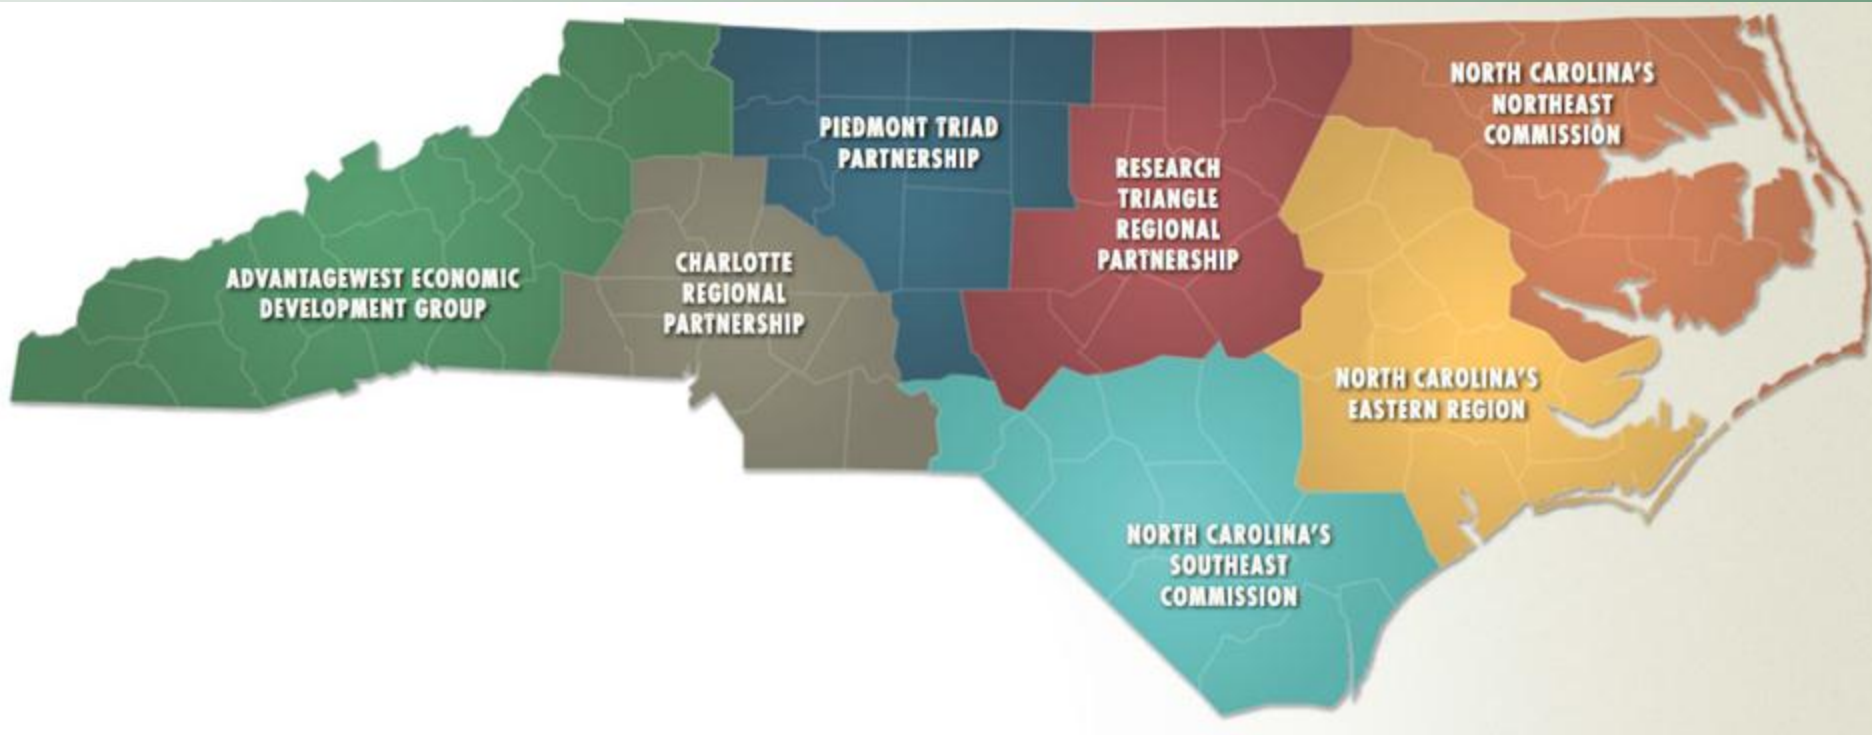 ADVANTAGEWEST ECONOMIC
DEVELOPMENT GROUP
CHARLOTTE
REGIONAL
PARTNERSHIP
PIEDMONT TRIAD
PARTNERSHIP
RESEARCH
TRIANGLE
REGIONAL
PARTNERSHIP
NORTH CAROLINA'S
NORTHEAST
COMMISSION
NORTH CAROLINA'S
EASTERN REGION
NORTH CAROLINA'S
SOUTHEAST
COMMISSION